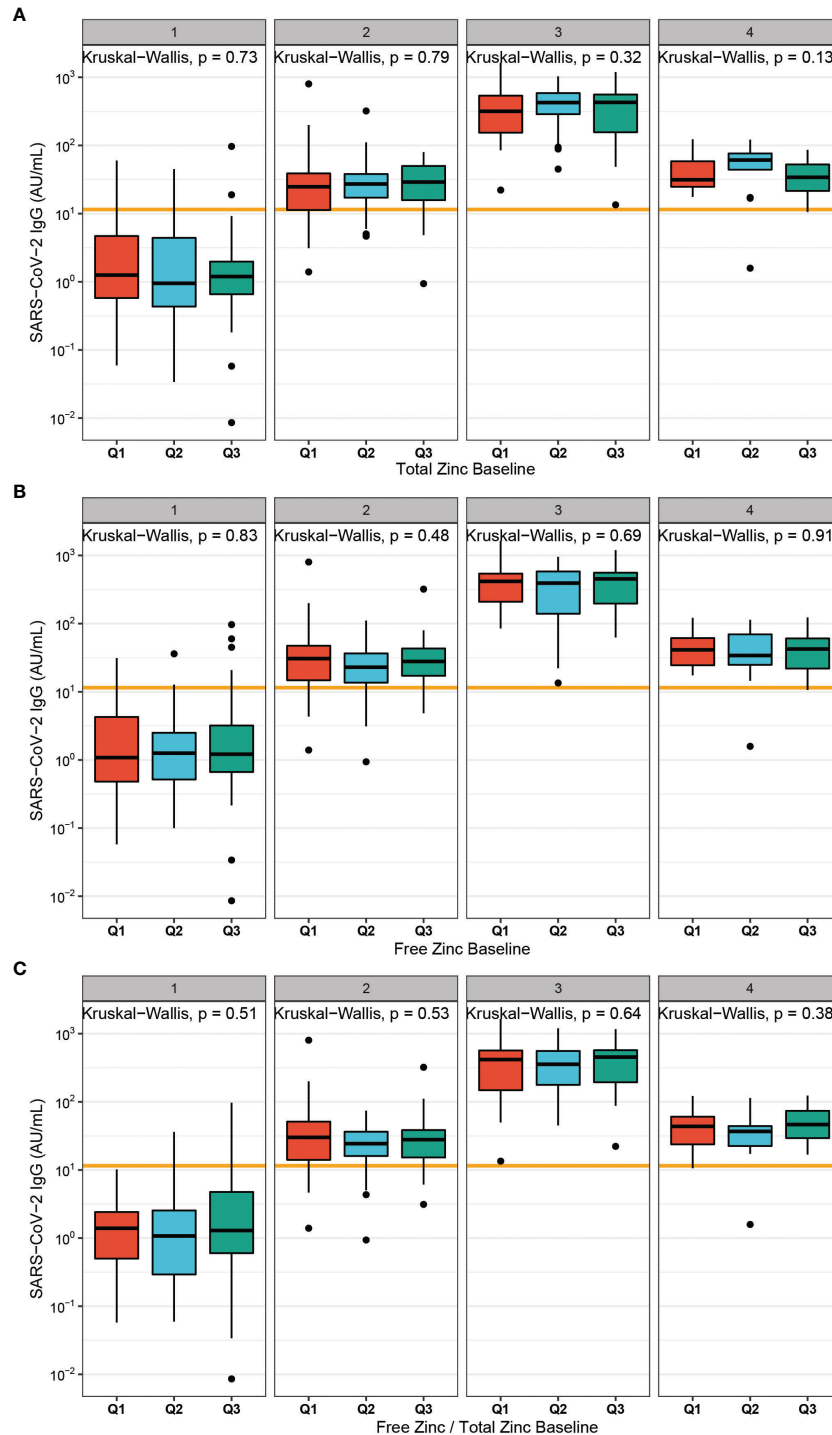 A
1 2 3 4
Kruskal−Wallis, p = 0.73 Kruskal−Wallis, p = 0.79 Kruskal−Wallis, p = 0.32 Kruskal−Wallis, p = 0.13
10³
10²
10¹
10⁰
10⁻¹
10⁻²
SARS−CoV−2 IgG (AU/mL)
Q1 Q2 Q3 Q1 Q2 Q3 Q1 Q2 Q3 Q1 Q2 Q3
Total Zinc Baseline
B
1 2 3 4
Kruskal−Wallis, p = 0.83 Kruskal−Wallis, p = 0.48 Kruskal−Wallis, p = 0.69 Kruskal−Wallis, p = 0.91
10³
10²
10¹
10⁰
10⁻¹
10⁻²
SARS−CoV−2 IgG (AU/mL)
Q1 Q2 Q3 Q1 Q2 Q3 Q1 Q2 Q3 Q1 Q2 Q3
Free Zinc Baseline
C
1 2 3 4
Kruskal−Wallis, p = 0.51 Kruskal−Wallis, p = 0.53 Kruskal−Wallis, p = 0.64 Kruskal−Wallis, p = 0.38
10³
10²
10¹
10⁰
10⁻¹
10⁻²
SARS−CoV−2 IgG (AU/mL)
Q1 Q2 Q3 Q1 Q2 Q3 Q1 Q2 Q3 Q1 Q2 Q3
Free Zinc / Total Zinc Baseline